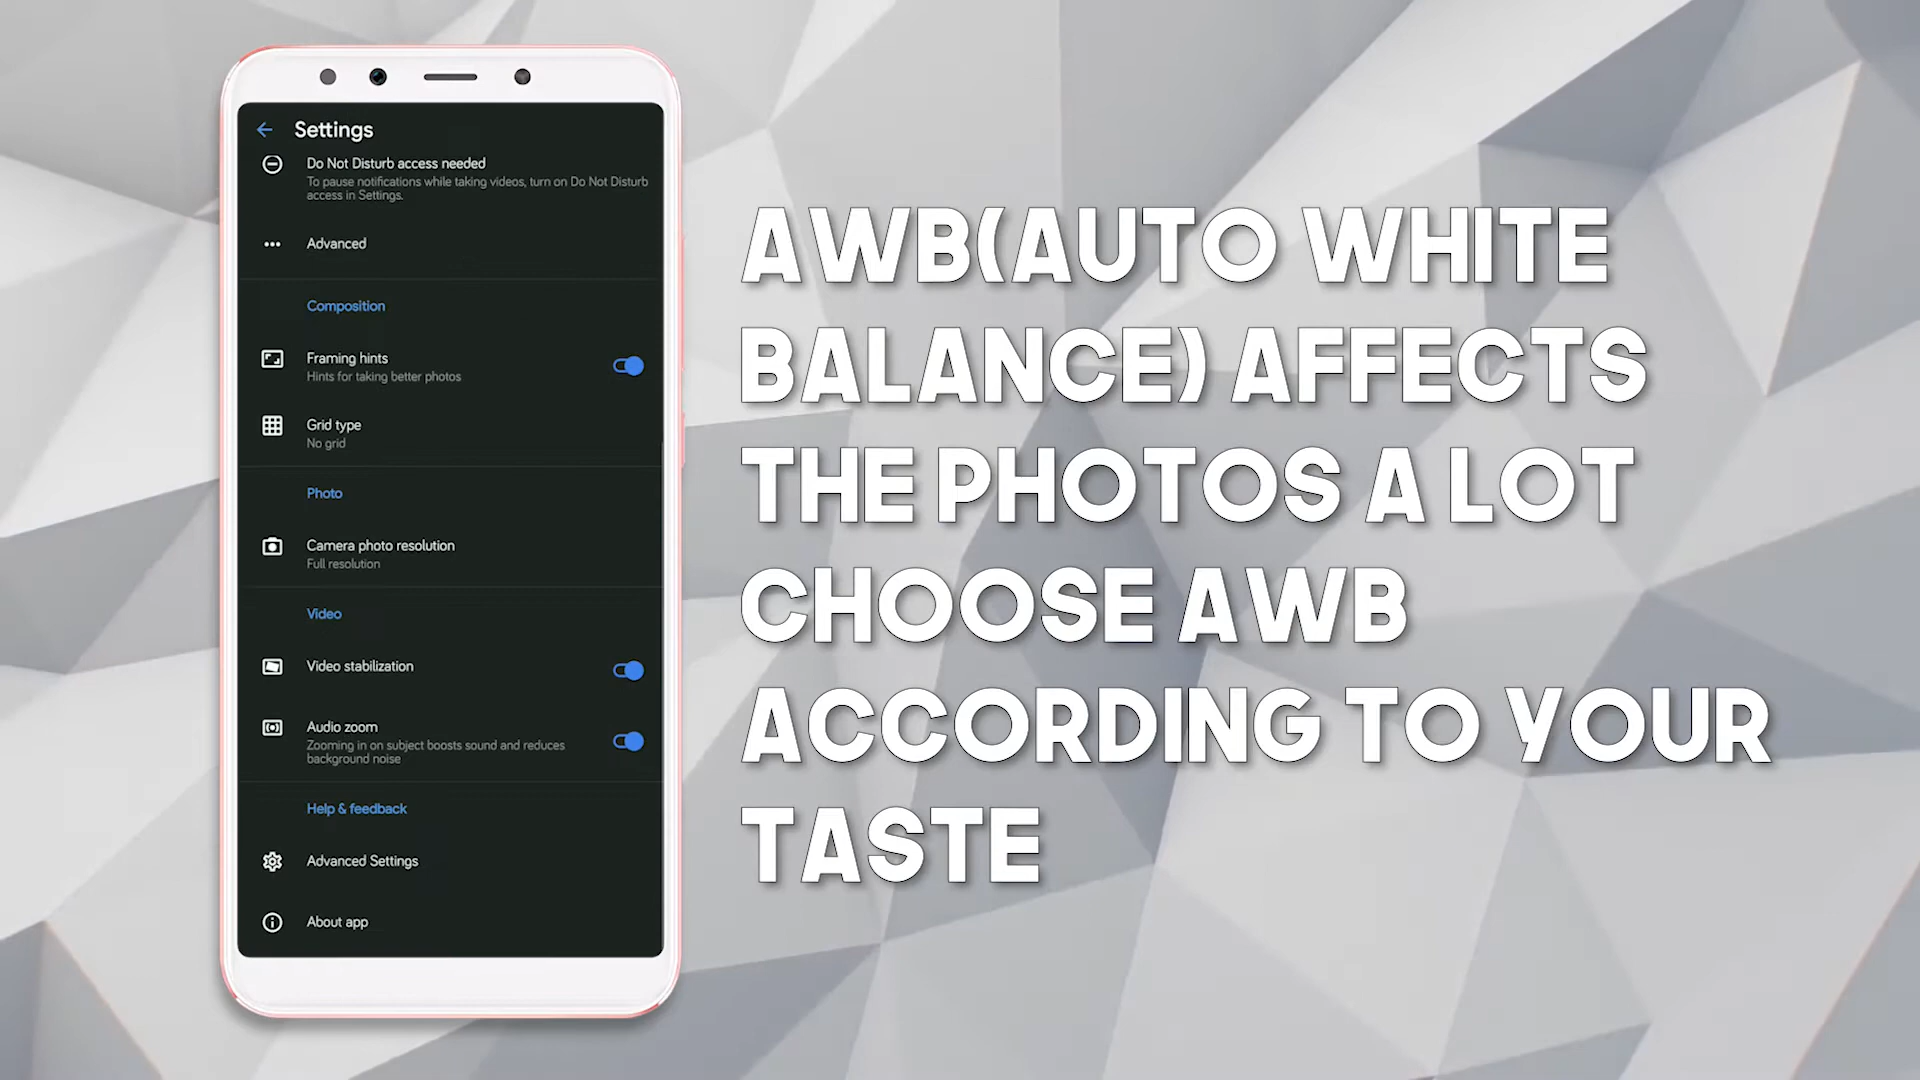 Settings
Do Not Disturb access needed
To pause notifications while taking videos, turn on Do Not Disturb
access in Settings.
Advanced
Composition
Framing hints
Hints for taking better photos
Grid type
No grid
Photo
Camera photo resolution
Full resolution
Video
Video stabilization
Audio zoom
Zooming in on subject boosts sound and reduces
background noise
Help & feedback
Advanced Settings
About app
AWB(AUTO WHITE
BALANCE) AFFECTS
THE PHOTOS A LOT
CHOOSE AWB
ACCORDING TO YOUR
TASTE